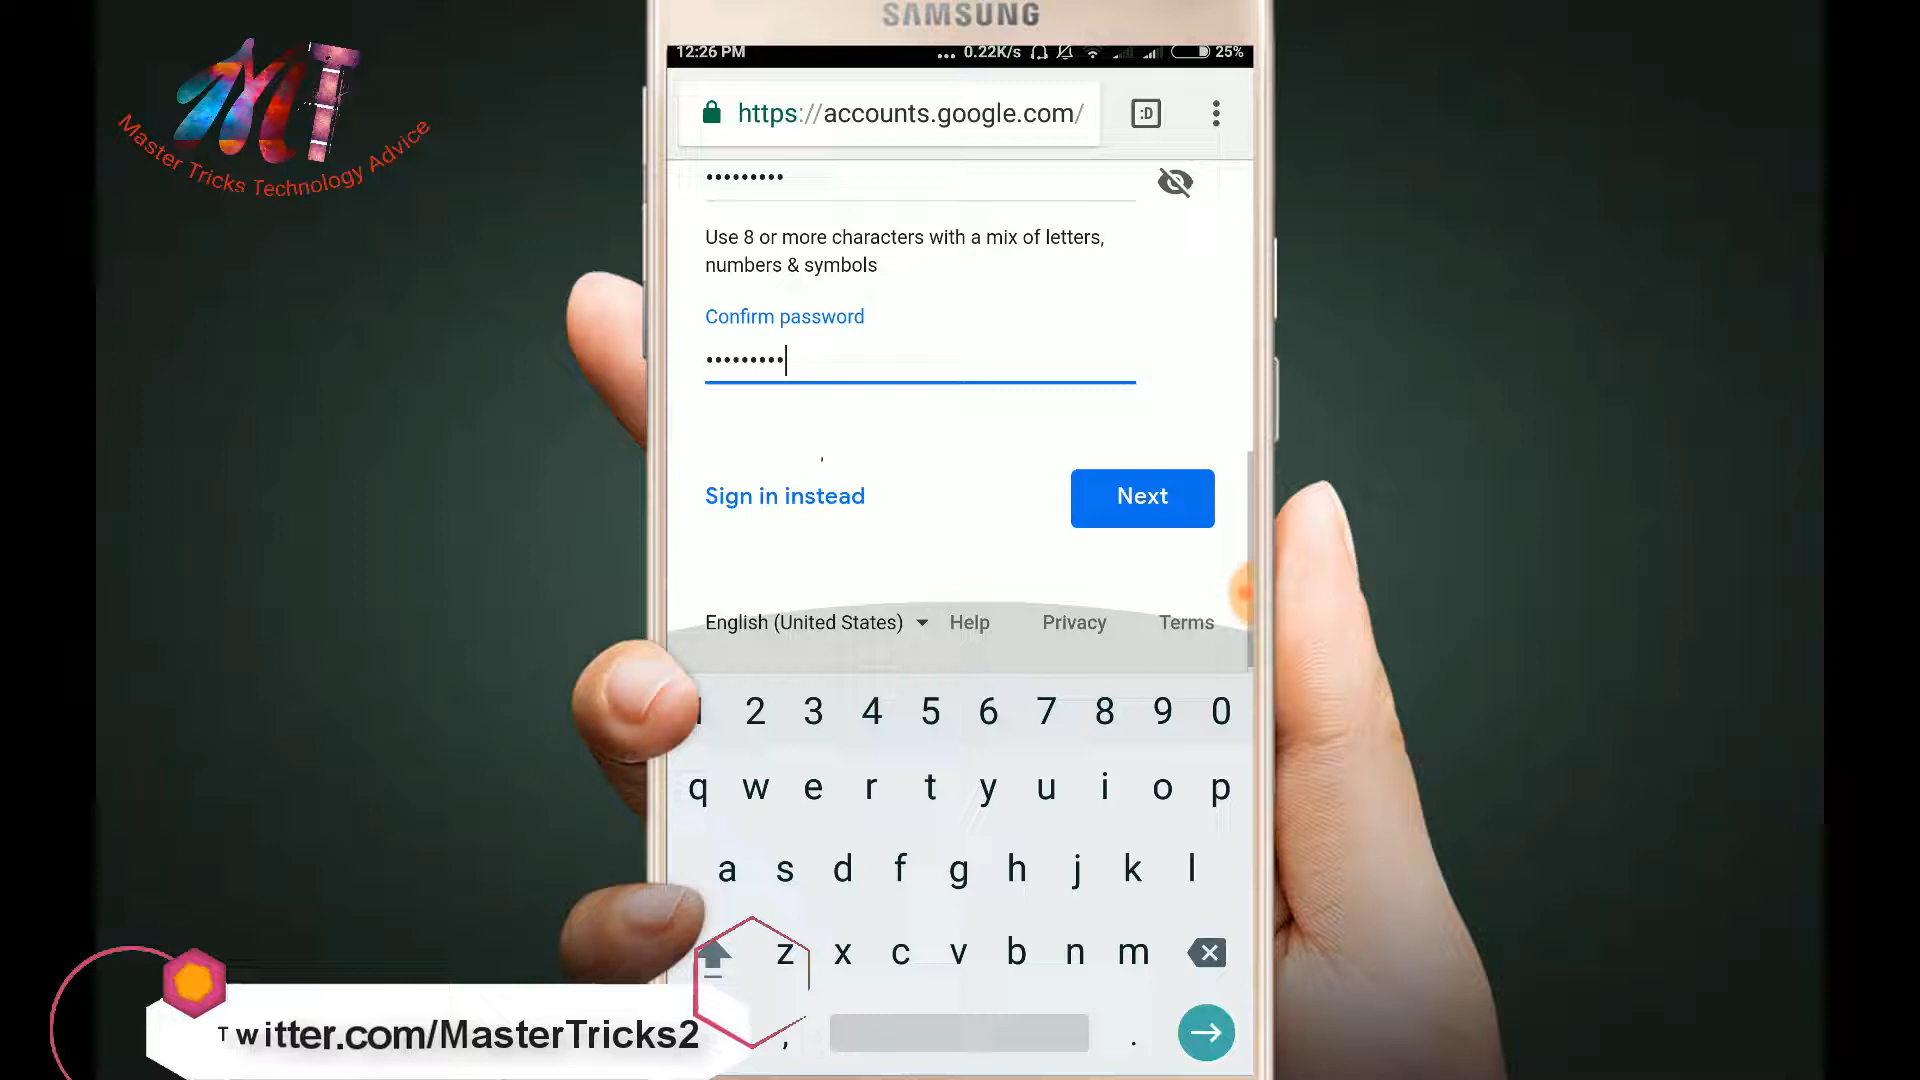 SAMSUNG
12:26 PM ... 0.22K/s 25%
MT
Master Tricks Technology Advice
https://accounts.google.com/ :D
•••••••••
Use 8 or more characters with a mix of letters,
numbers & symbols
Confirm password
•••••••••
Sign in instead Next
English (United States) Help Privacy Terms
1 2 3 4 5 6 7 8 9 0
q w e r t y u i o p
a s d f g h j k l
z x c v b n m
, .
Twitter.com/MasterTricks2